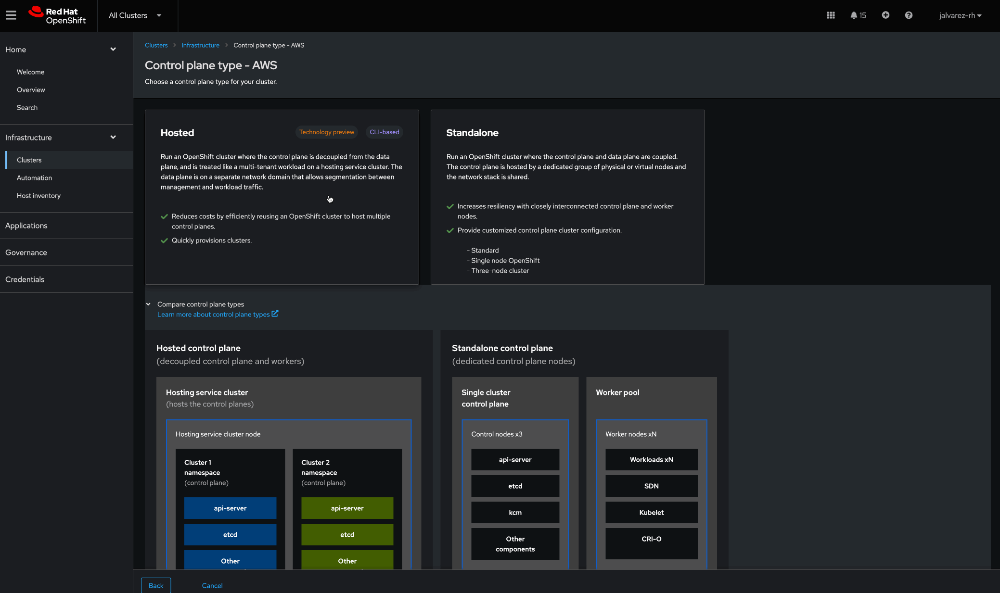 Red Hat
OpenShift
All Clusters
15
jalvarez-rh
Home
Welcome
Overview
Search
Infrastructure
Clusters
Automation
Host inventory
Applications
Governance
Credentials
Clusters > Infrastructure > Control plane type - AWS
Control plane type - AWS
Choose a control plane type for your cluster.
Hosted
Technology preview
CLI-based
Run an OpenShift cluster where the control plane is decoupled from the data
plane, and is treated like a multi-tenant workload on a hosting service cluster. The
data plane is on a separate network domain that allows segmentation between
management and workload traffic.
Reduces costs by efficiently reusing an OpenShift cluster to host multiple
control planes.
Quickly provisions clusters.
Standalone
Run an OpenShift cluster where the control plane and data plane are coupled.
The control plane is hosted by a dedicated group of physical or virtual nodes and
the network stack is shared.
Increases resiliency with closely interconnected control plane and worker
nodes.
Provide customized control plane cluster configuration.
- Standard
- Single node OpenShift
- Three-node cluster
Compare control plane types
Learn more about control plane types
Hosted control plane
(decoupled control plane and workers)
Hosting service cluster
(hosts the control planes)
Hosting service cluster node
Cluster 1
namespace
(control plane)
api-server
etcd
Other
Cluster 2
namespace
(control plane)
api-server
etcd
Other
Standalone control plane
(dedicated control plane nodes)
Single cluster
control plane
Control nodes x3
api-server
etcd
kcm
Other
components
Worker pool
Worker nodes xN
Workloads xN
SDN
Kubelet
CRI-O
Back
Cancel